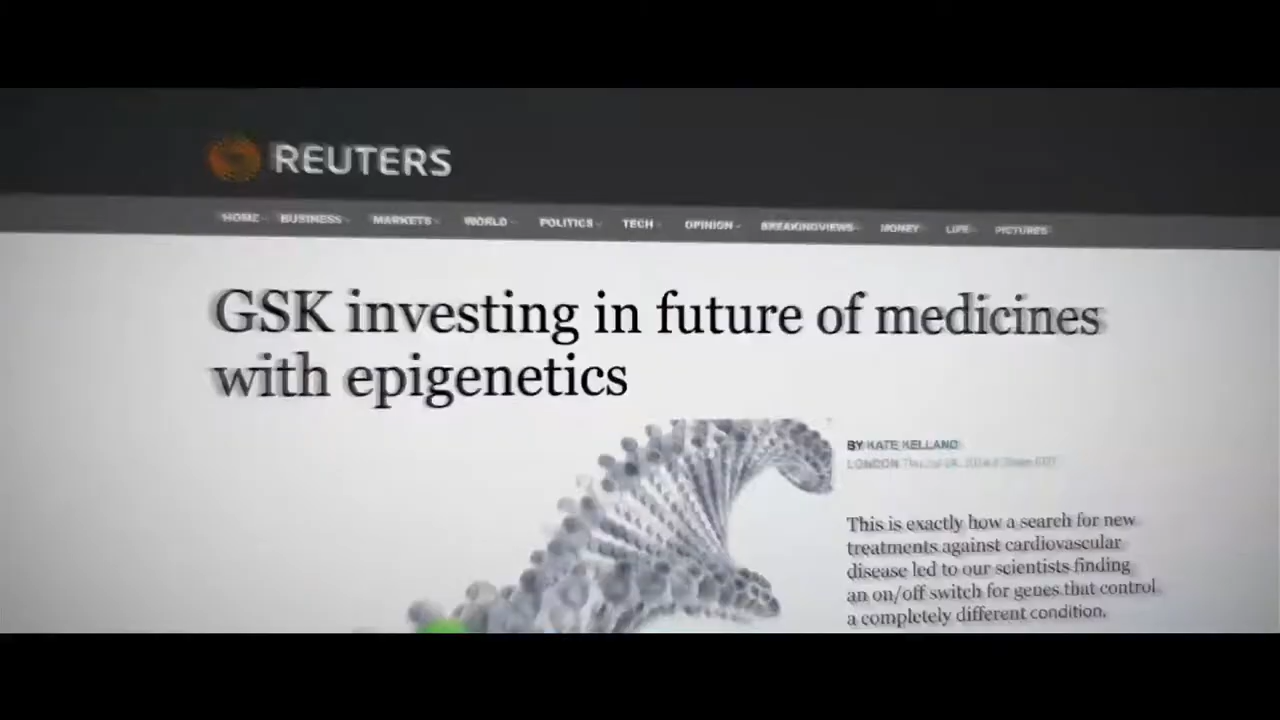 REUTERS
HOME BUSINESS MARKETS WORLD POLITICS TECH OPINION BREAKINGVIEWS MONEY LIFE PICTURES
GSK investing in future of medicines
with epigenetics
BY KATE KELLAND
LONDON
This is exactly how a search for new
treatments against cardiovascular
disease led to our scientists finding
an on/off switch for genes that control
a completely different condition.